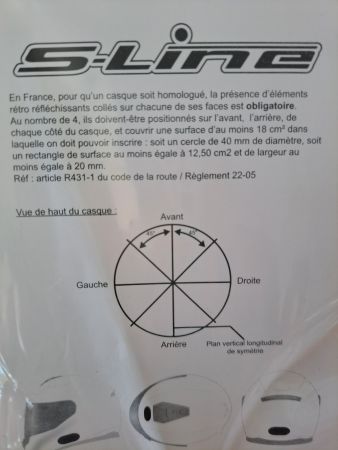 S-Line
En France, pour qu'un casque soit homologué, la présence d'éléments
rétro réfléchissants collés sur chacune de ses faces est obligatoire.
Au nombre de 4, ils doivent-être positionnés sur l'avant, l'arrière, de
chaque côté du casque, et couvrir une surface d'au moins 18 cm² dans
laquelle on doit pouvoir inscrire : soit un cercle de 40 mm de diamètre, soit
un rectangle de surface au moins égale à 12,50 cm2 et de largeur au
moins égale à 20 mm.
Réf : article R431-1 du code de la route / Règlement 22-05
Vue de haut du casque :
Avant
45° 45°
Gauche
Droite
Arrière
Plan vertical longitudinal
de symétrie